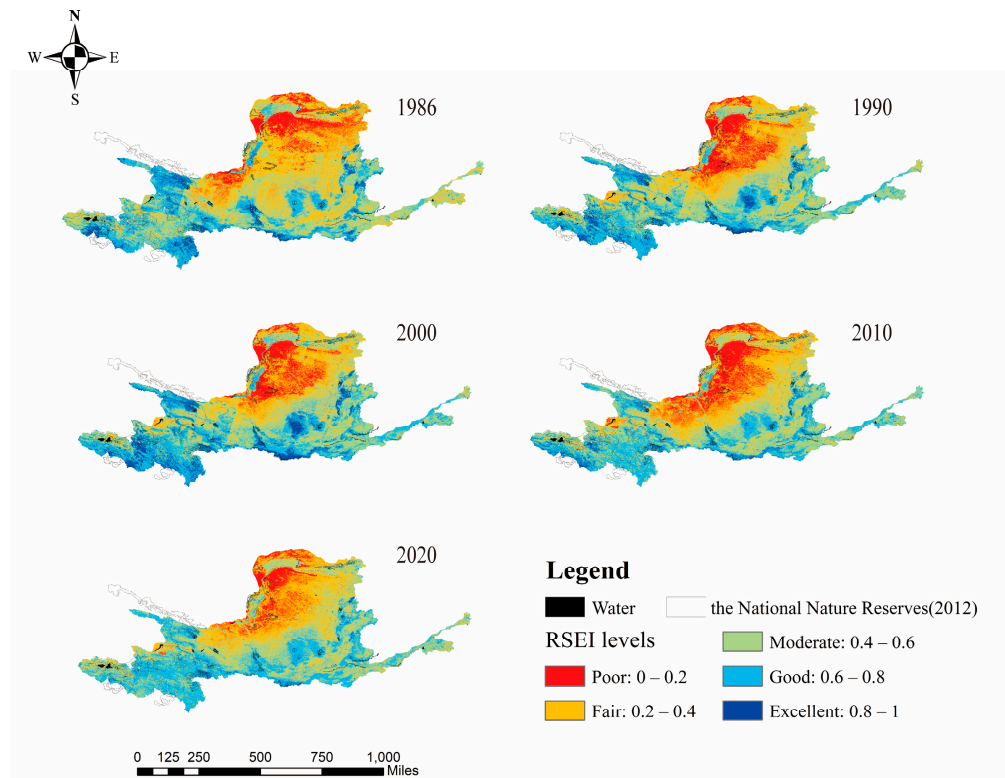 N
W E
S
1986
1990
2000
2010
2020
Legend
Water
the National Nature Reserves(2012)
RSEI levels
Moderate: 0.4 – 0.6
Poor: 0 – 0.2
Good: 0.6 – 0.8
Fair: 0.2 – 0.4
Excellent: 0.8 – 1
0 125 250 500 750 1,000
Miles